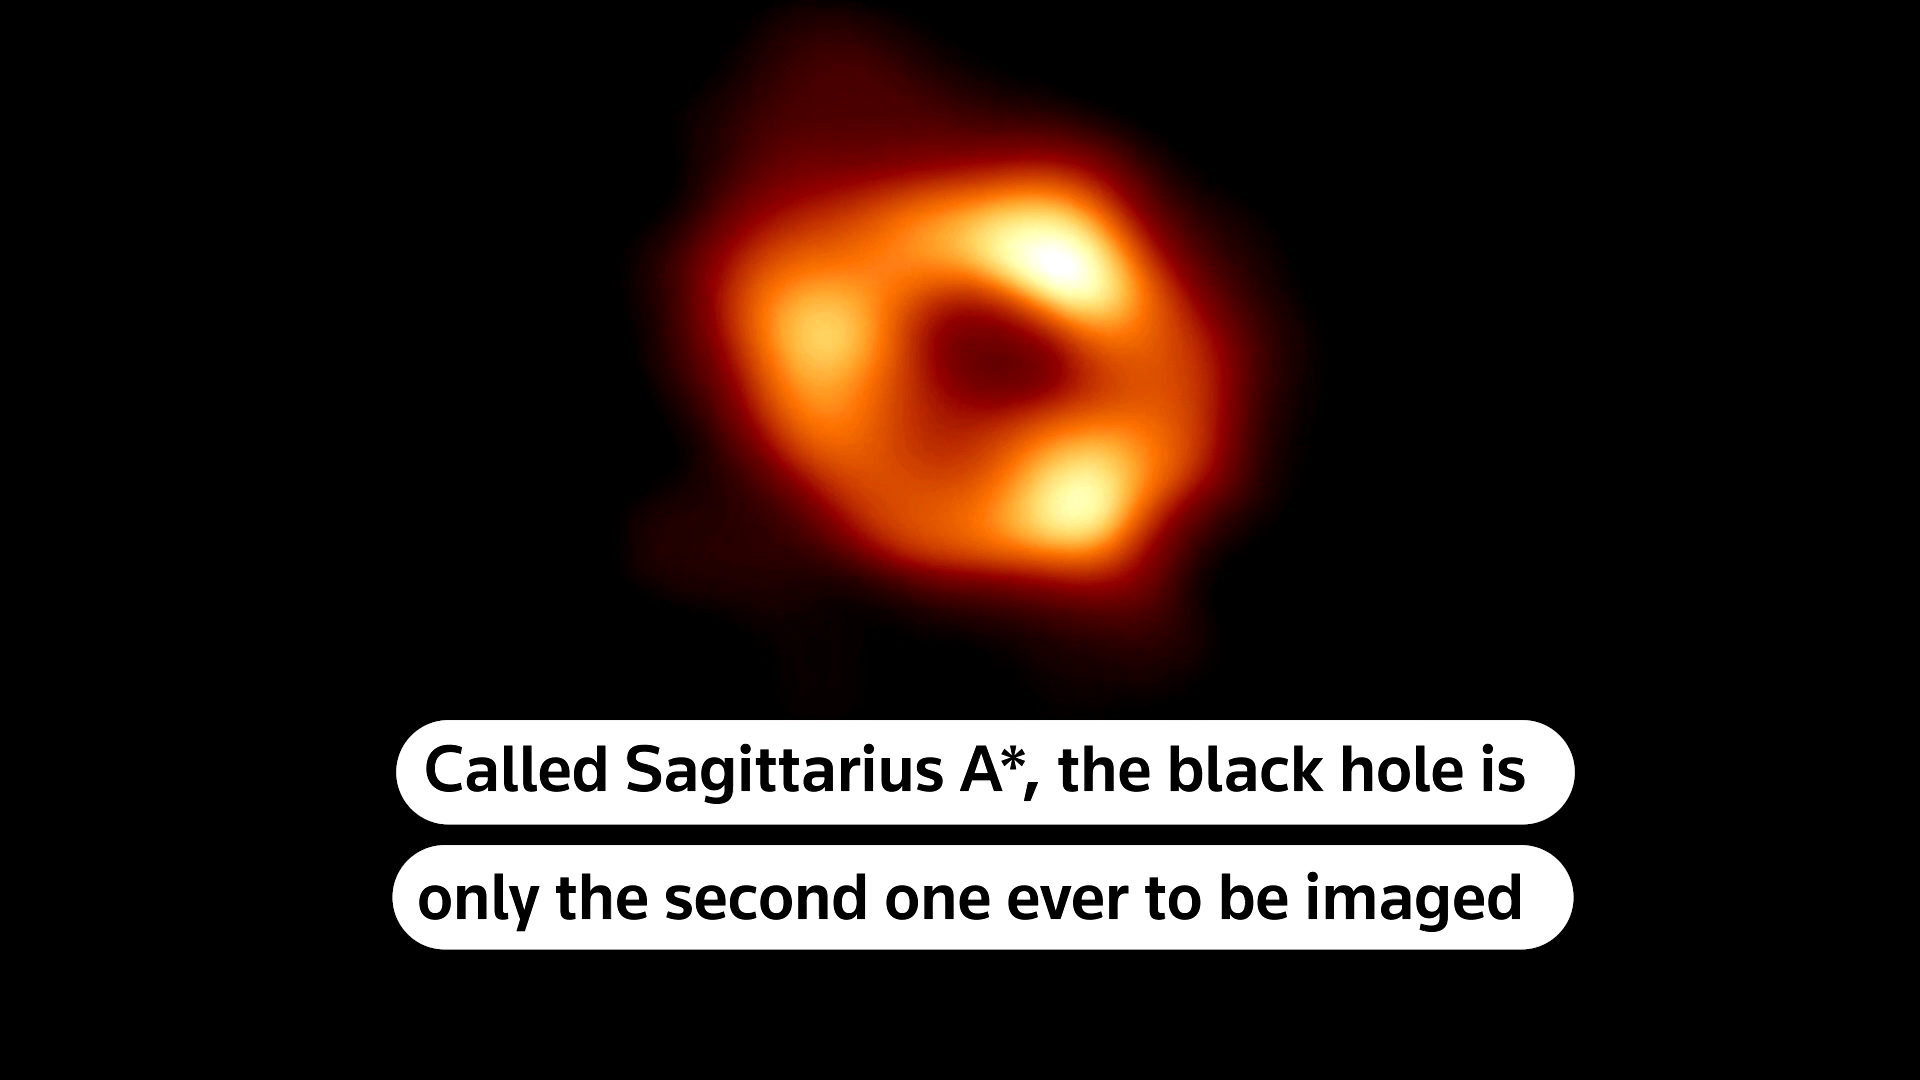 Called Sagittarius A*, the black hole is
only the second one ever to be imaged